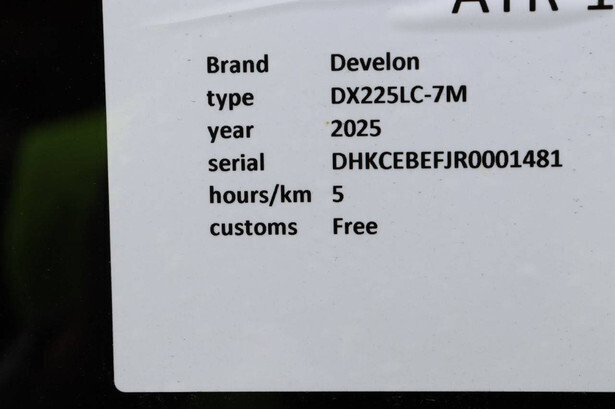 Brand Develon
type DX225LC-7M
year 2025
serial DHKCEBEFJR0001481
hours/km 5
customs Free